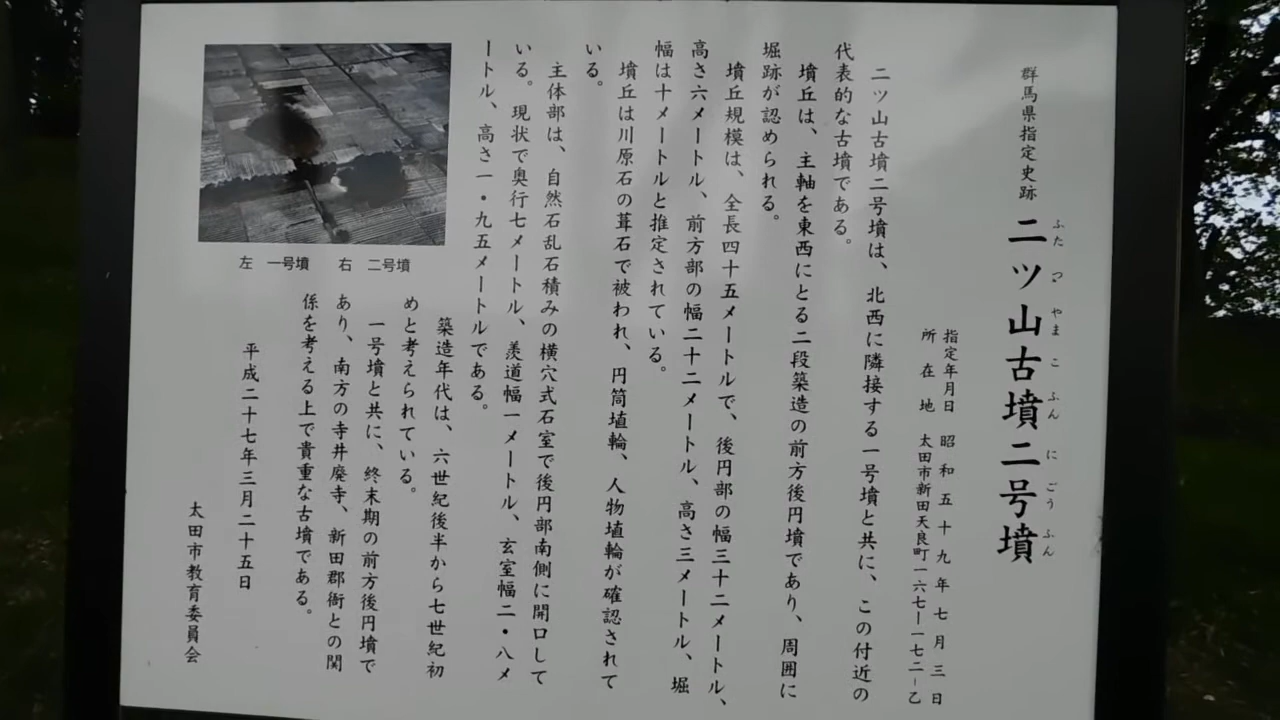 群馬県指定史跡
二ツ山古墳二号墳
ふたつやまこふんにごうふん
指定年月日　昭和五十九年七月三日
所在地　太田市新田天良町一六七―一七二―乙
二ツ山古墳二号墳は、北西に隣接する一号墳と共に、この付近の
代表的な古墳である。
墳丘は、主軸を東西にとる二段築造の前方後円墳であり、周囲に
堀跡が認められる。
墳丘規模は、全長四十五メートルで、後円部の幅三十二メートル、
高さ六メートル、前方部の幅二十二メートル、高さ三メートル、堀
幅は十メートルと推定されている。
墳丘は川原石の葺石で被われ、円筒埴輪、人物埴輪が確認されて
いる。
主体部は、自然石乱石積みの横穴式石室で後円部南側に開口して
いる。現状で奥行七メートル、羨道幅一メートル、玄室幅二・八メ
ートル、高さ一・九五メートルである。
築造年代は、六世紀後半から七世紀初
めと考えられている。
一号墳と共に、終末期の前方後円墳で
あり、南方の寺井廃寺、新田郡衙との関
係を考える上で貴重な古墳である。
平成二十七年三月二十五日
太田市教育委員会
左　一号墳　右　二号墳